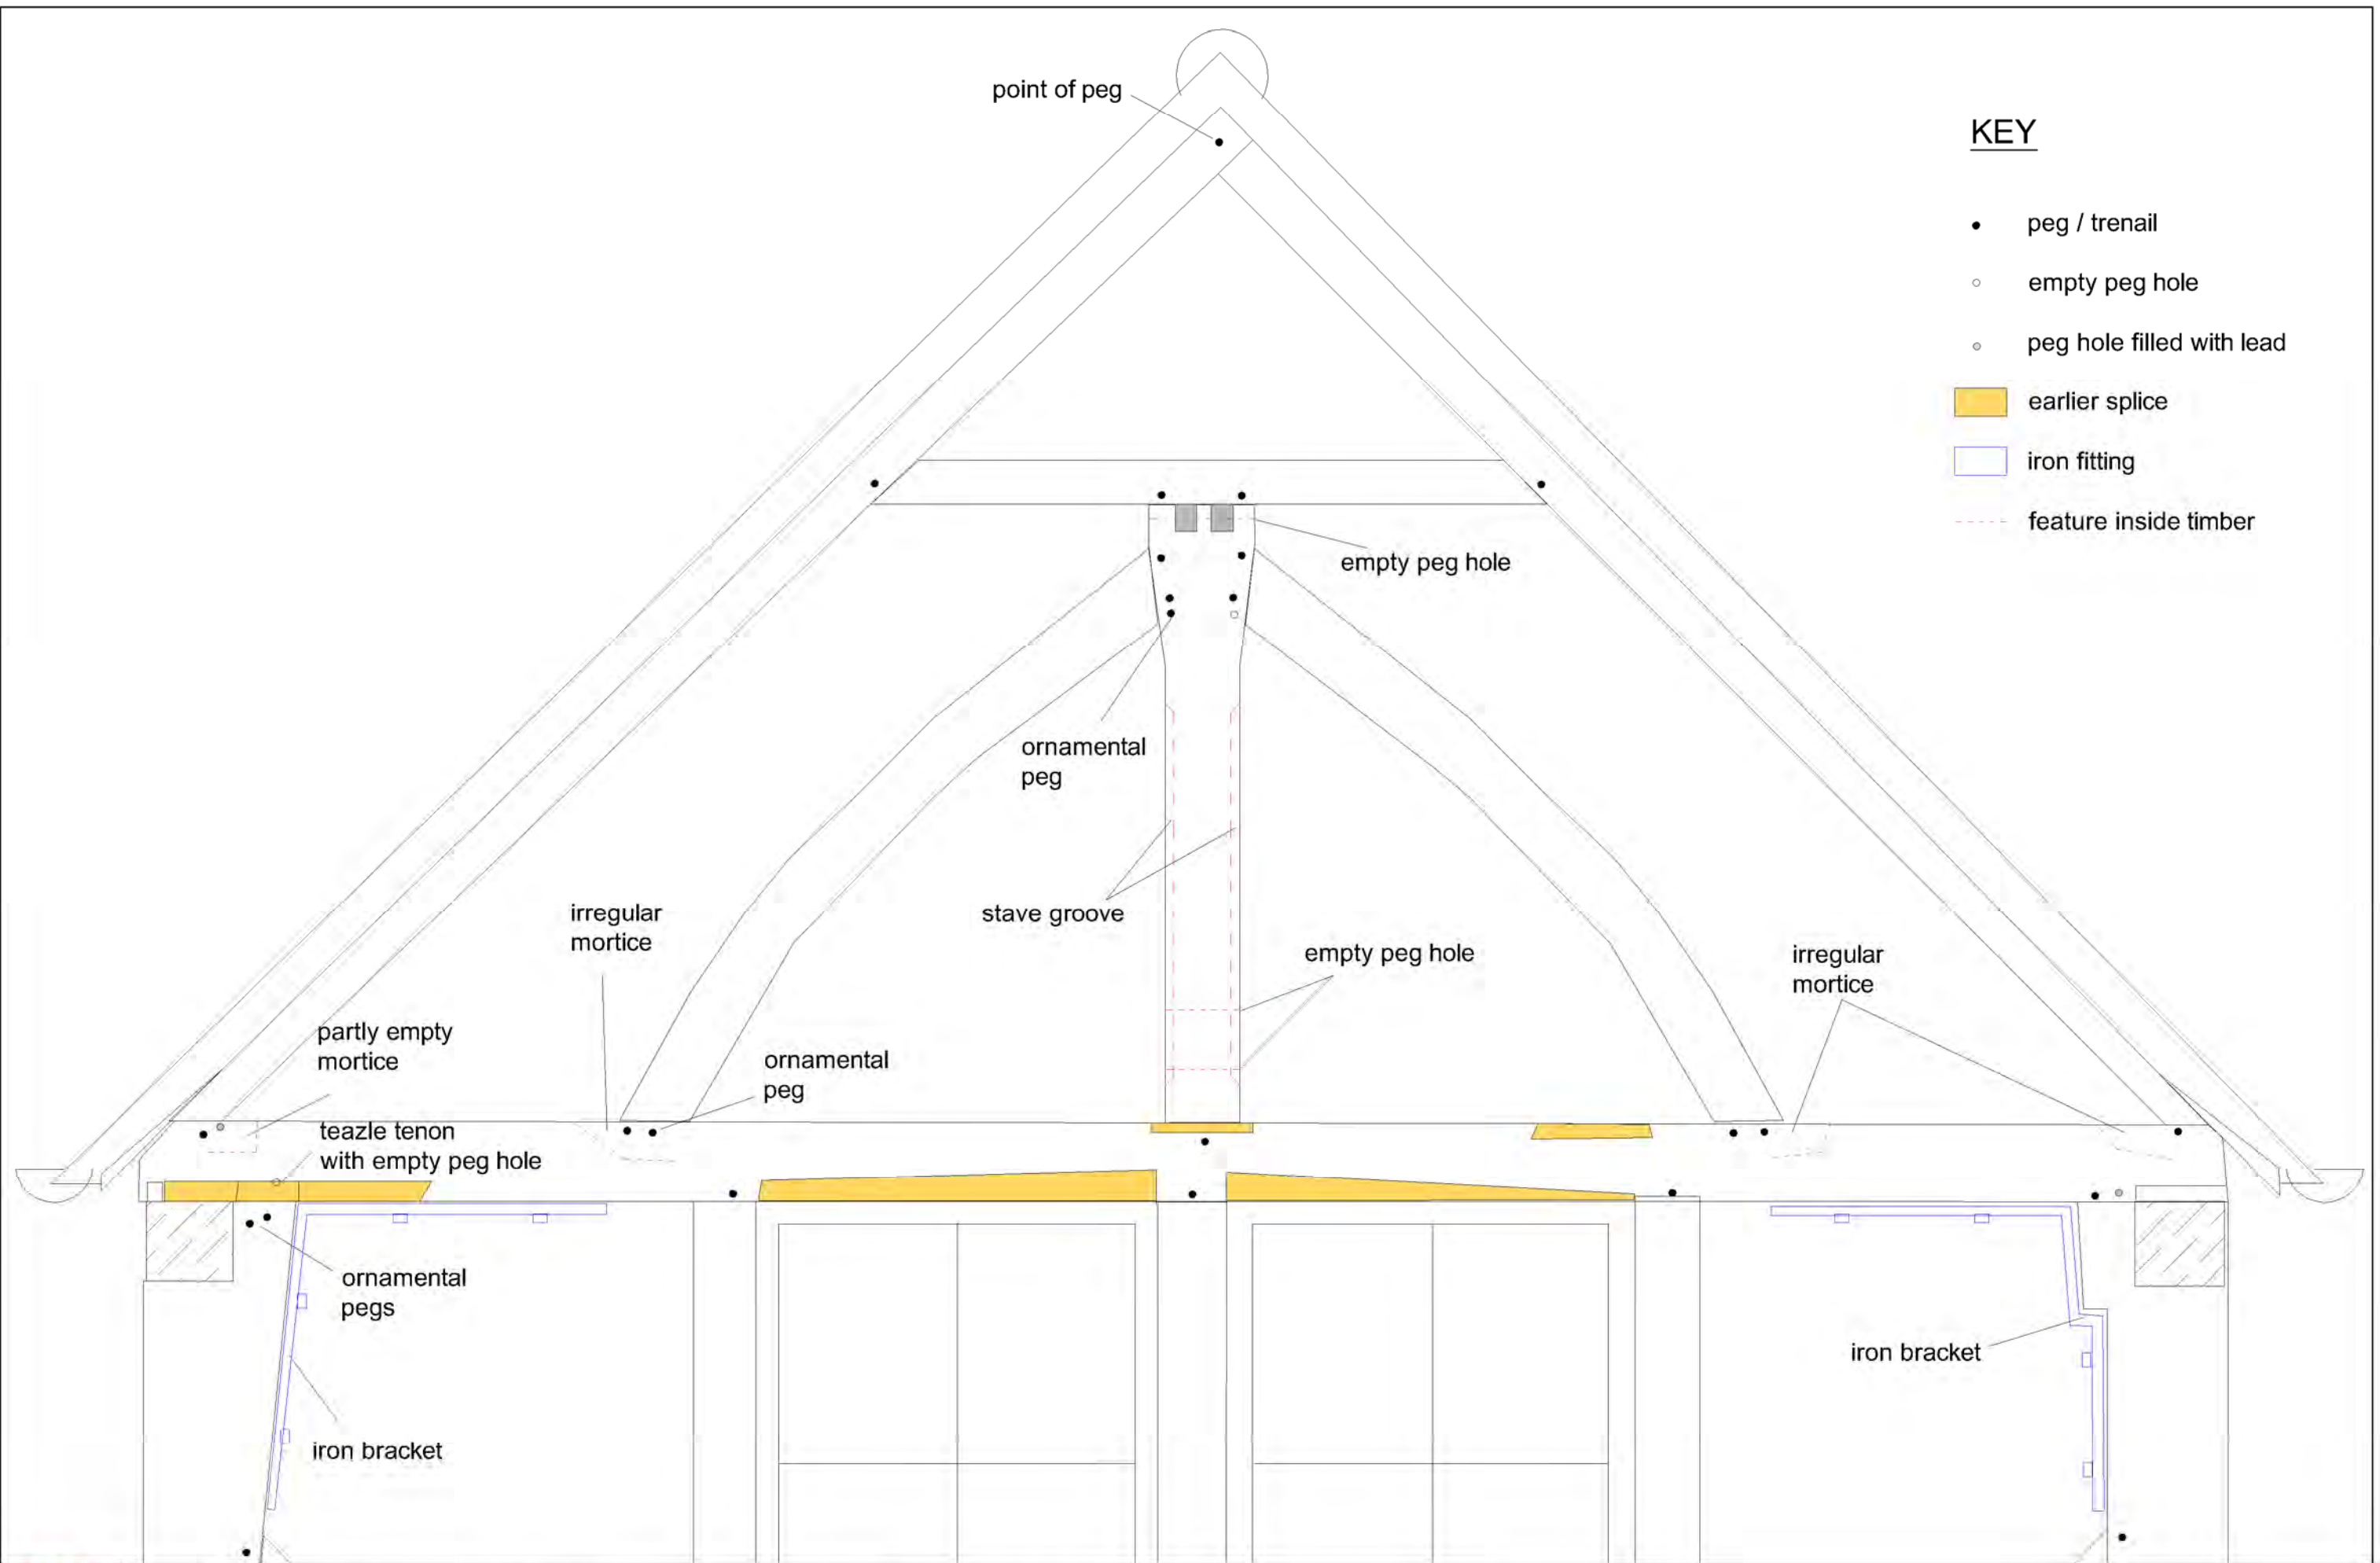 point of peg
KEY
peg / trenail
empty peg hole
peg hole filled with lead
earlier splice
iron fitting
feature inside timber
empty peg hole
ornamental
peg
stave groove
irregular
mortice
empty peg hole
irregular
mortice
partly empty
mortice
ornamental
peg
teazle tenon
with empty peg hole
ornamental
pegs
iron bracket
iron bracket